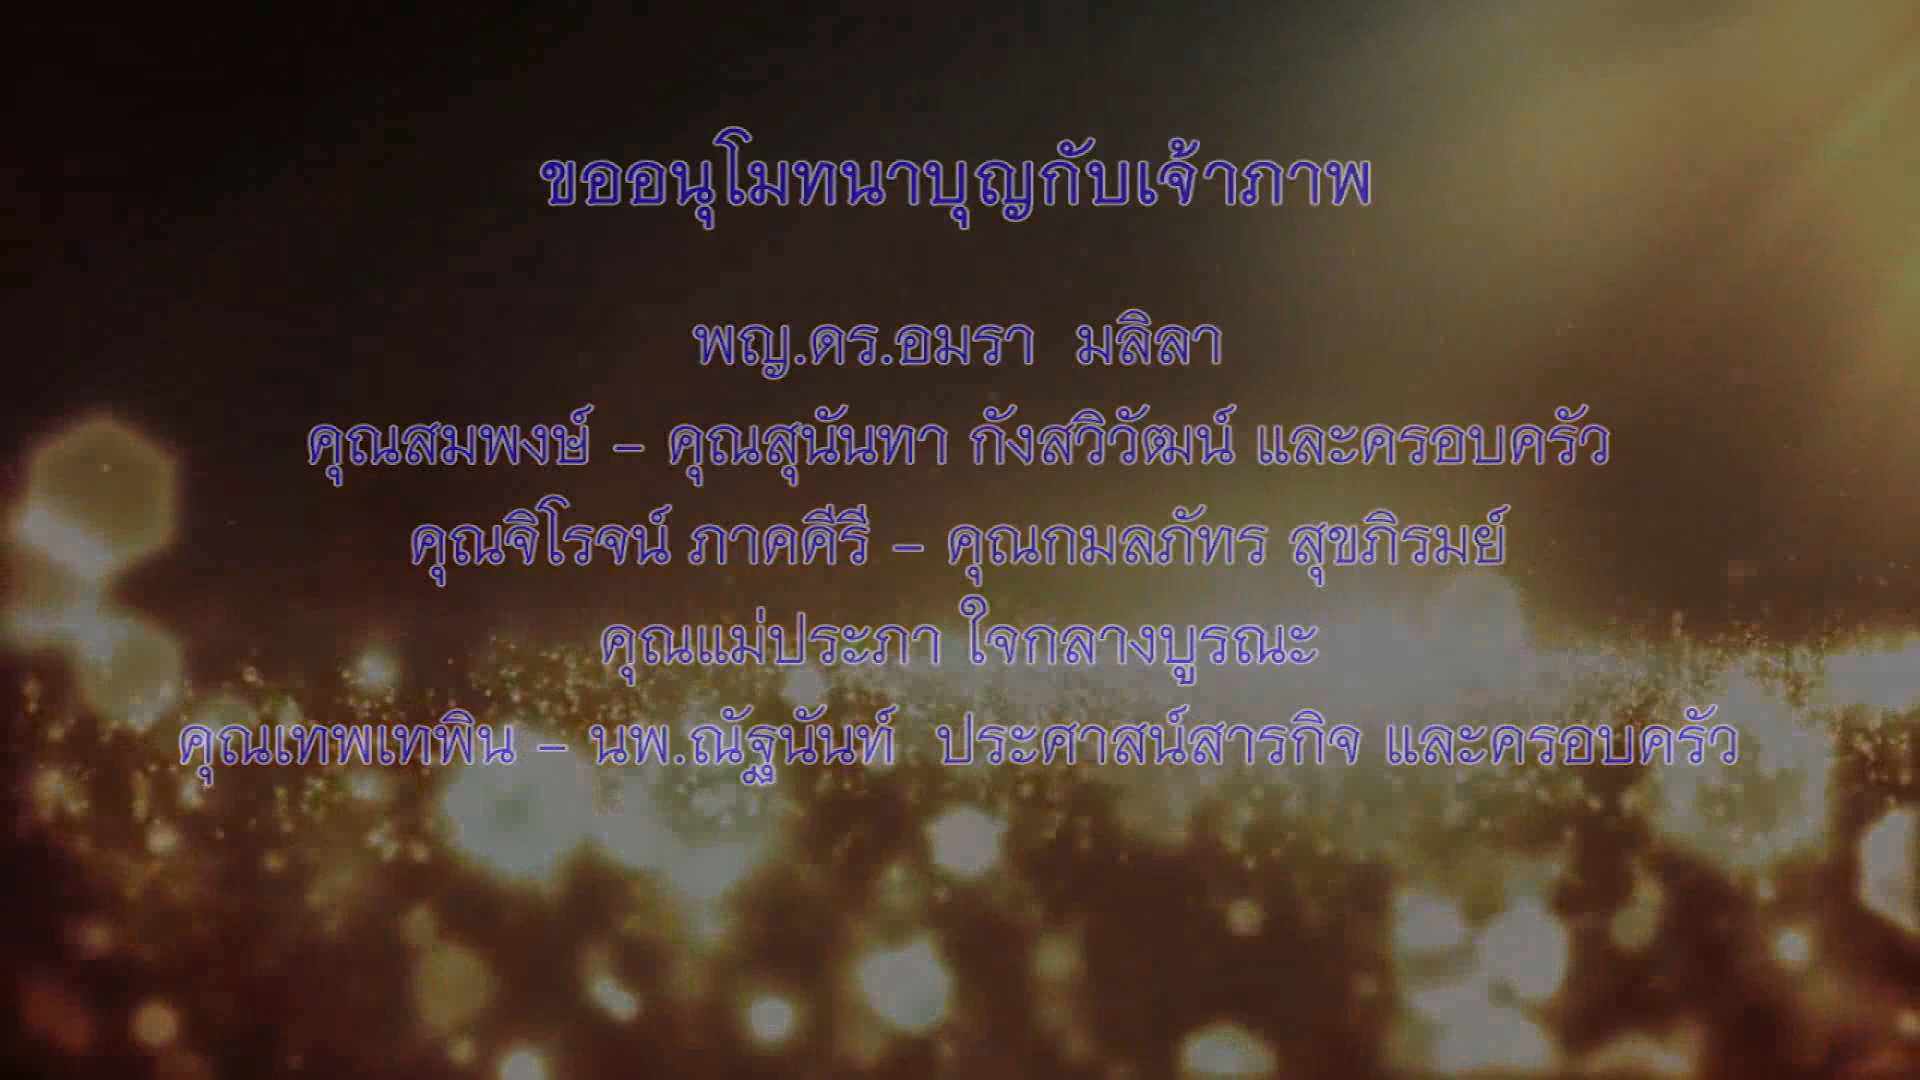 ขออนุโมทนาบุญกับเจ้าภาพ
พญ.ดร.อมรา มลิลา
คุณสมพงษ์ – คุณสุนันทา กังสวิวัฒน์ และครอบครัว
คุณจิโรจน์ ภาคคีรี – คุณกมลภัทร สุขภิรมย์
คุณแม่ประภา ใจกลางบูรณะ
คุณเทพเทพิน – นพ.ณัฐนันท์ ประศาสน์สารกิจ และครอบครัว